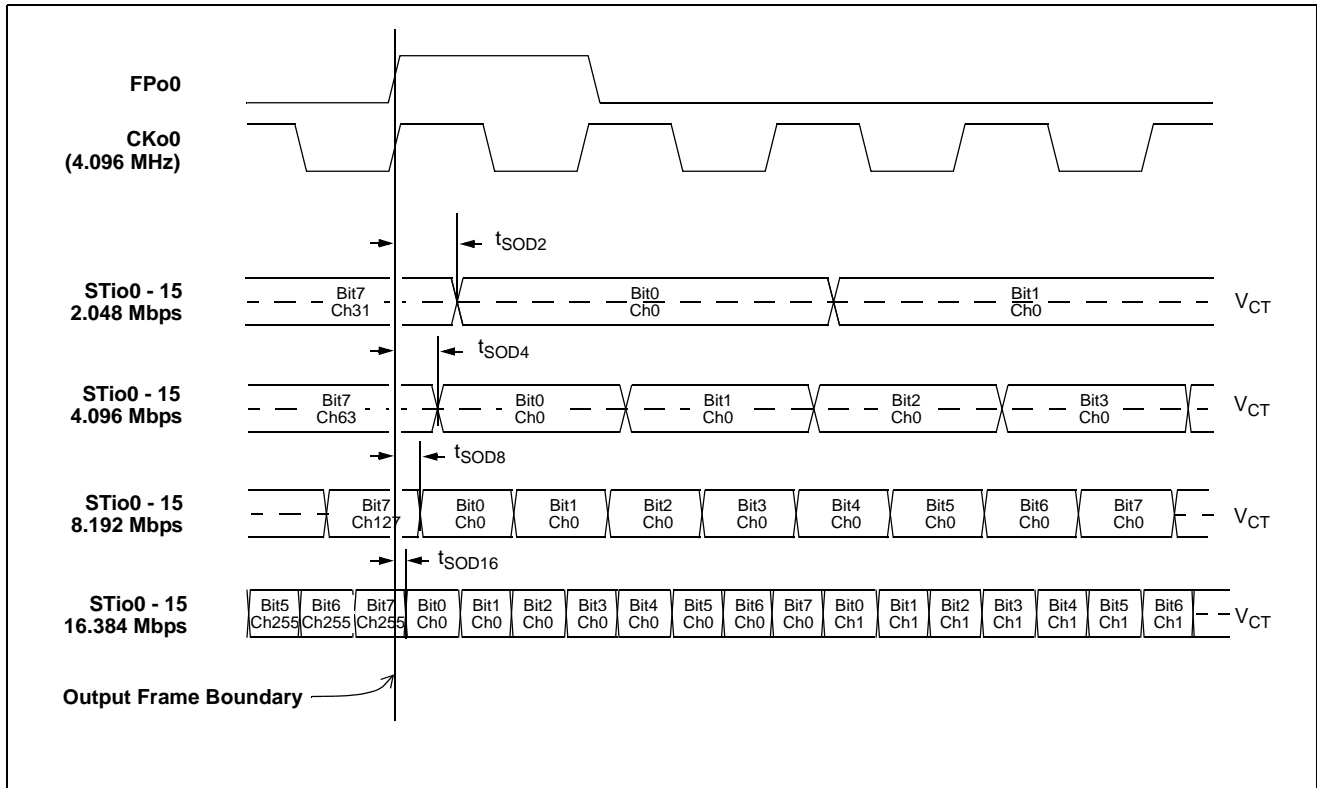 FPo0
CKo0
(4.096 MHz)
tSOD2
STio0 - 15
2.048 Mbps
Bit7
Ch31
Bit0
Ch0
Bit1
Ch0
VCT
tSOD4
STio0 - 15
4.096 Mbps
Bit7
Ch63
Bit0
Ch0
Bit1
Ch0
Bit2
Ch0
Bit3
Ch0
VCT
tSOD8
STio0 - 15
8.192 Mbps
Bit7
Ch127
Bit0
Ch0
Bit1
Ch0
Bit2
Ch0
Bit3
Ch0
Bit4
Ch0
Bit5
Ch0
Bit6
Ch0
Bit7
Ch0
VCT
tSOD16
STio0 - 15
16.384 Mbps
Bit5
Ch255
Bit6
Ch255
Bit7
Ch255
Bit0
Ch0
Bit1
Ch0
Bit2
Ch0
Bit3
Ch0
Bit4
Ch0
Bit5
Ch0
Bit6
Ch0
Bit7
Ch0
Bit0
Ch1
Bit1
Ch1
Bit2
Ch1
Bit3
Ch1
Bit4
Ch1
Bit5
Ch1
Bit6
Ch1
VCT
Output Frame Boundary